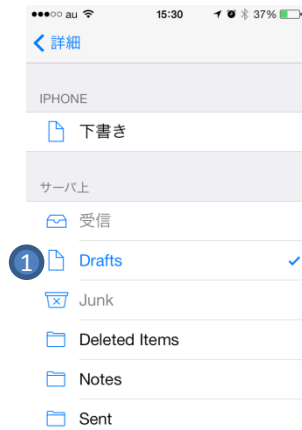 au 15:30 37%
詳細
IPHONE
下書き
サーバ上
受信
1 Drafts
Junk
Deleted Items
Notes
Sent